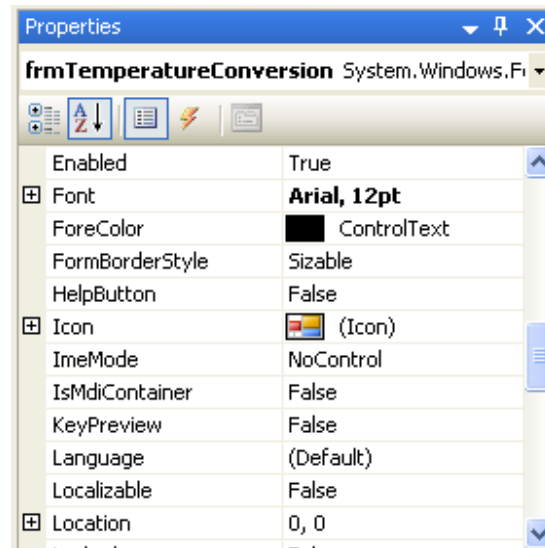 Properties
frmTemperatureConversion System.Windows.F
Enabled True
Font Arial, 12pt
ForeColor ControlText
FormBorderStyle Sizable
HelpButton False
Icon (Icon)
ImeMode NoControl
IsMdiContainer False
KeyPreview False
Language (Default)
Localizable False
Location 0, 0